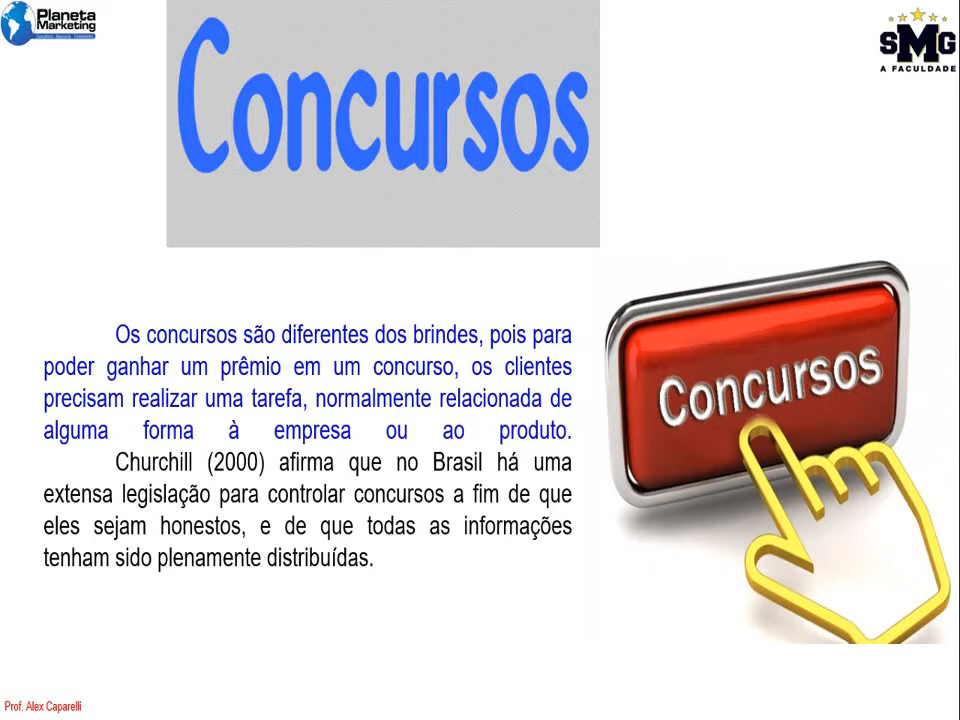 Planeta
Marketing
SMG
A FACULDADE
Concursos
Os concursos são diferentes dos brindes, pois para
poder ganhar um prêmio em um concurso, os clientes
precisam realizar uma tarefa, normalmente relacionada de
alguma forma à empresa ou ao produto.
Churchill (2000) afirma que no Brasil há uma
extensa legislação para controlar concursos a fim de que
eles sejam honestos, e de que todas as informações
tenham sido plenamente distribuídas.
Concursos
Prof. Alex Caparelli